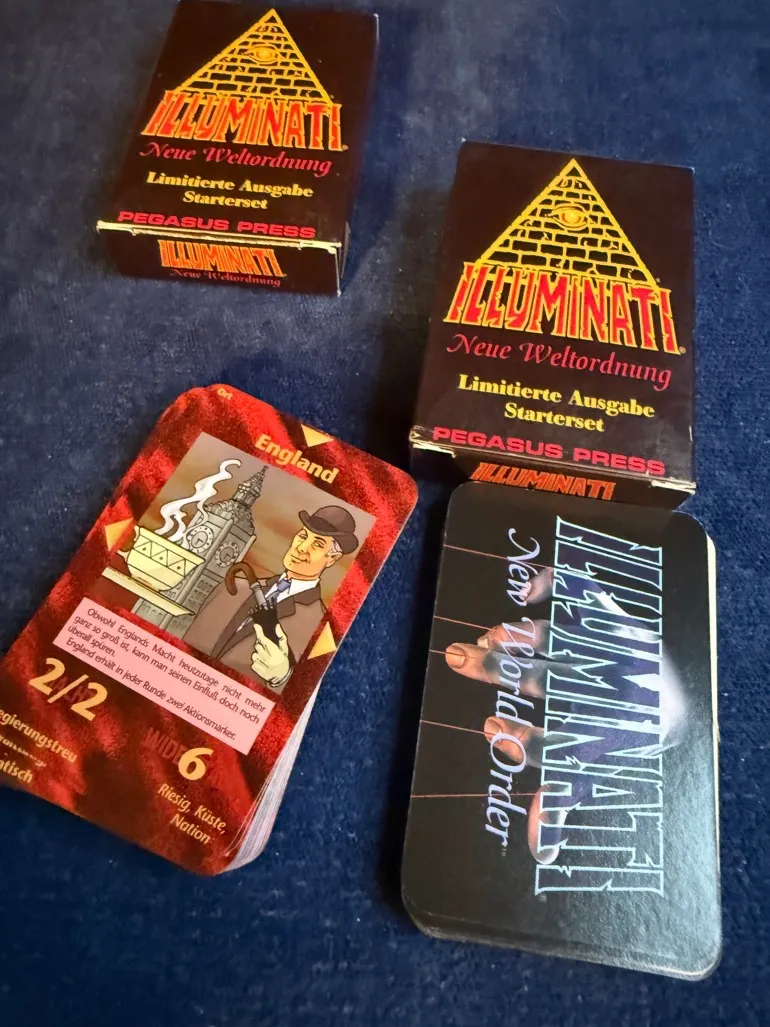 ILLUMINATI
Neue Weltordnung
Limitierte Ausgabe
Starterset
PEGASUS PRESS
ILLUMINATI
Neue Weltordnung
ILLUMINATI
Neue Weltordnung
Limitierte Ausgabe
Starterset
PEGASUS PRESS
ILLUMINATI
Ort
England
Obwohl Englands Macht heutzutage nicht mehr
ganz so groß ist, kann man seinen Einfluß doch noch
überall spüren.
England erhält in jeder Runde zwei Aktionsmarker.
2/2
WID 6
Riesig, Küste,
Nation
ILLUMINATI
New World Order